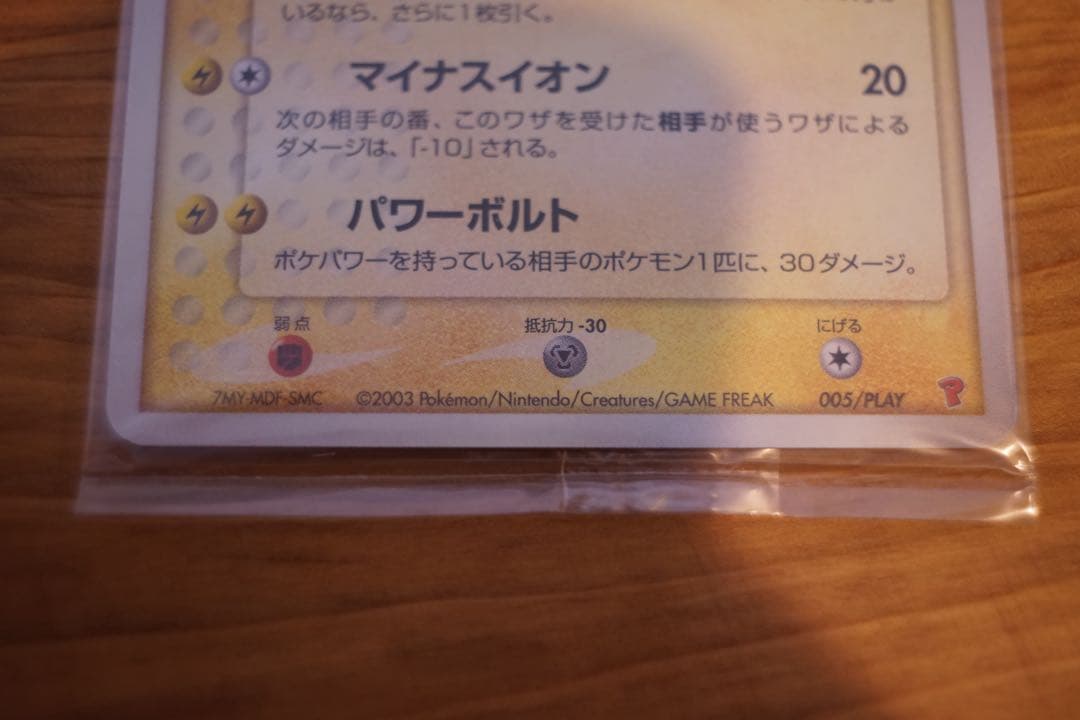 いるなら、さらに1枚引く。
マイナスイオン 20
次の相手の番、このワザを受けた相手が使うワザによる
ダメージは、「-10」される。
パワーボルト
ポケパワーを持っている相手のポケモン1匹に、30ダメージ。
弱点 抵抗力 -30 にげる
7MY-MDF-SMC ©2003 Pokémon/Nintendo/Creatures/GAME FREAK 005/PLAY P